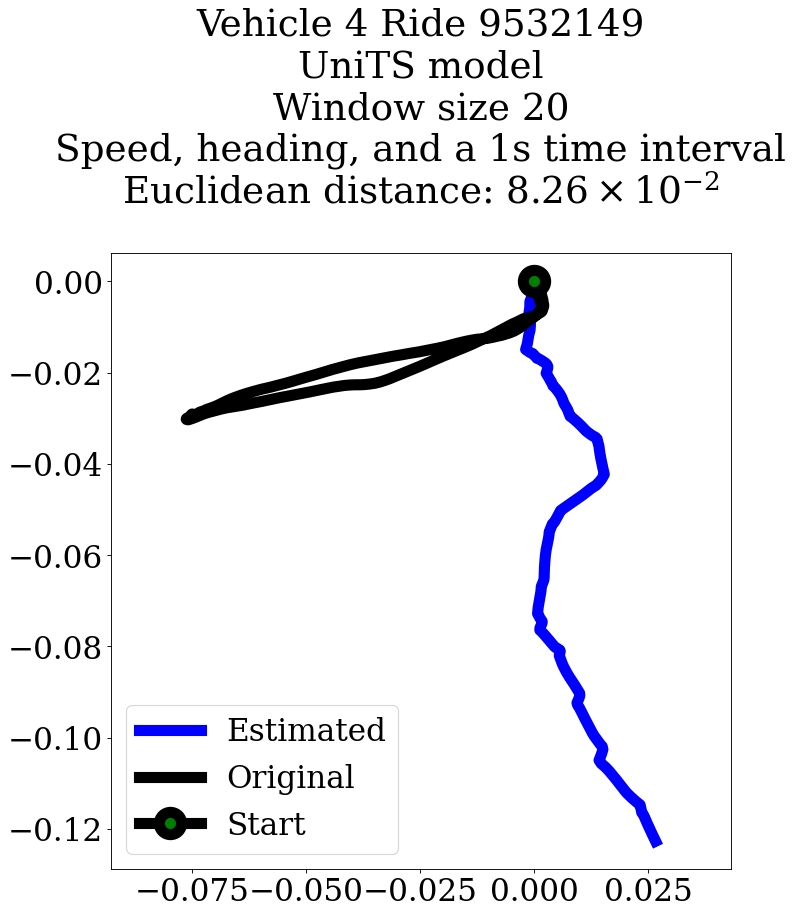 Vehicle 4 Ride 9532149
UniTS model
Window size 20
Speed, heading, and a 1s time interval
Euclidean distance: 8.26 × 10⁻²
0.00
−0.02
−0.04
−0.06
−0.08
−0.10
−0.12
Estimated
Original
Start
−0.075 −0.050 −0.025 0.000 0.025